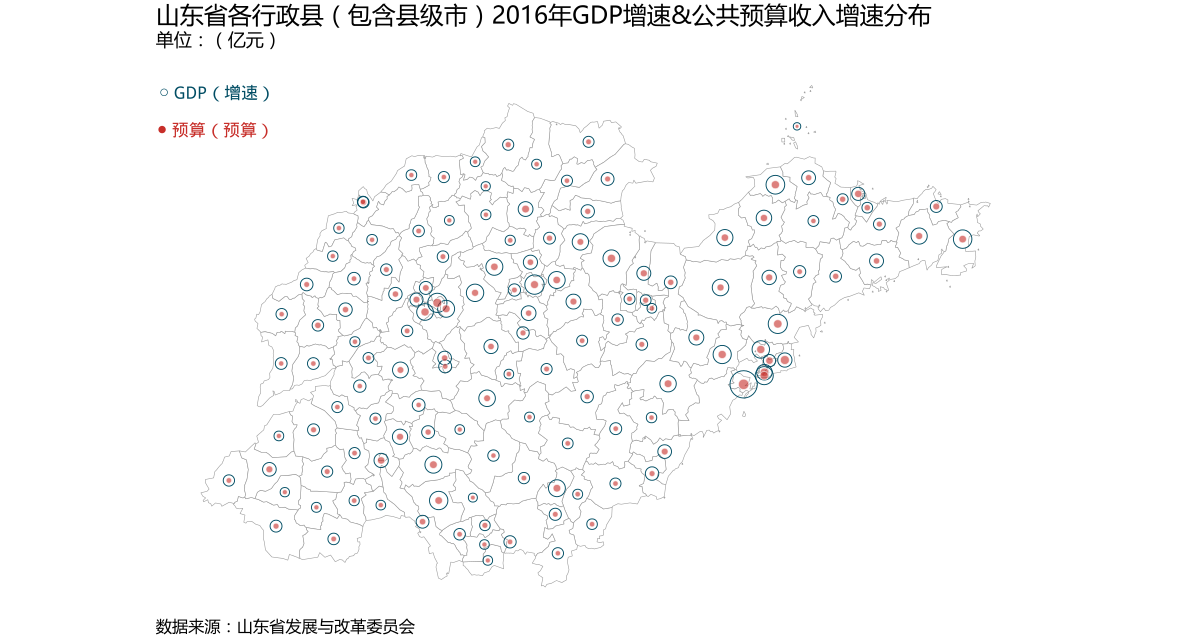 山东省各行政县（包含县级市）2016年GDP增速&公共预算收入增速分布
单位：（亿元）
GDP（增速）
预算（预算）
数据来源：山东省发展与改革委员会